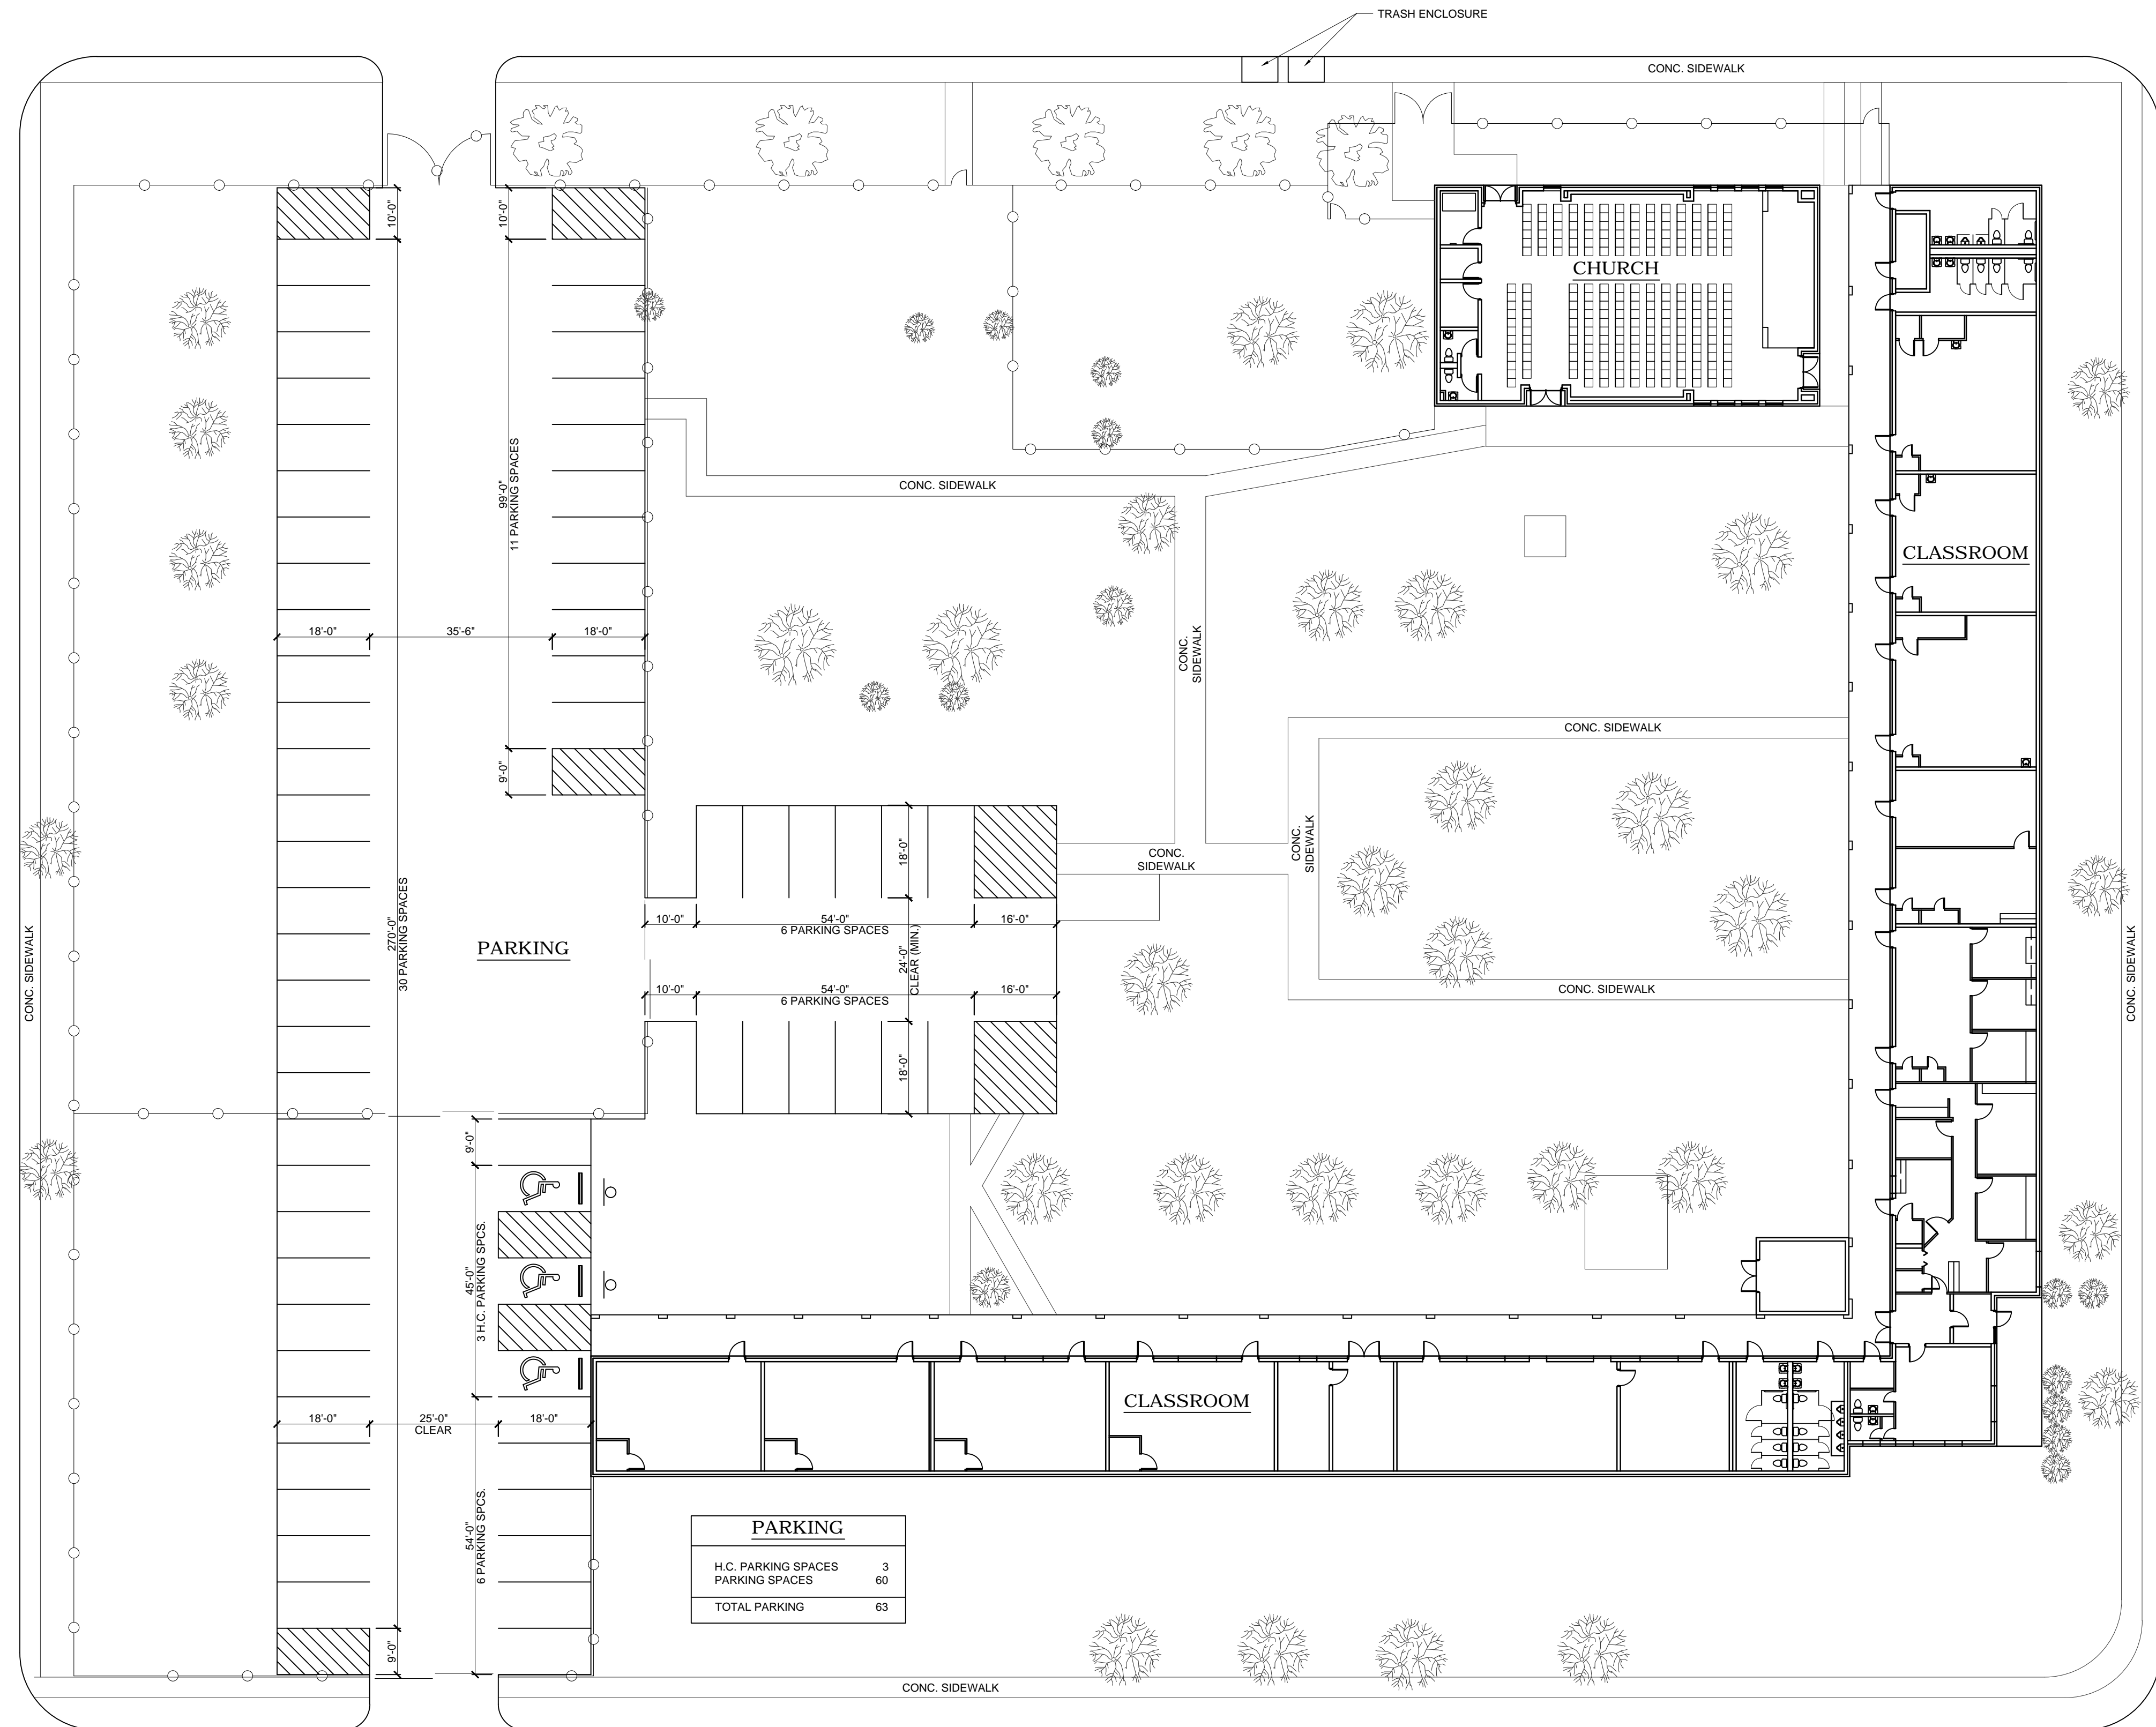 TRASH ENCLOSURE
CONC. SIDEWALK
10'-0"
10'-0"
CHURCH
99'-0"
11 PARKING SPACES
CONC. SIDEWALK
CLASSROOM
18'-0"
35'-6"
18'-0"
CONC.
SIDEWALK
CONC. SIDEWALK
9'-0"
18'-0"
CONC.
SIDEWALK
CONC.
SIDEWALK
270'-0"
30 PARKING SPACES
10'-0"
54'-0"
6 PARKING SPACES
16'-0"
PARKING
24'-0"
CLEAR (MIN.)
CONC. SIDEWALK
CONC. SIDEWALK
10'-0"
54'-0"
6 PARKING SPACES
16'-0"
CONC. SIDEWALK
18'-0"
9'-0"
45'-0"
3 H.C. PARKING SPCS.
CLASSROOM
18'-0"
25'-0"
CLEAR
18'-0"
54'-0"
6 PARKING SPCS.
PARKING
H.C. PARKING SPACES 3
PARKING SPACES 60
TOTAL PARKING 63
9'-0"
CONC. SIDEWALK